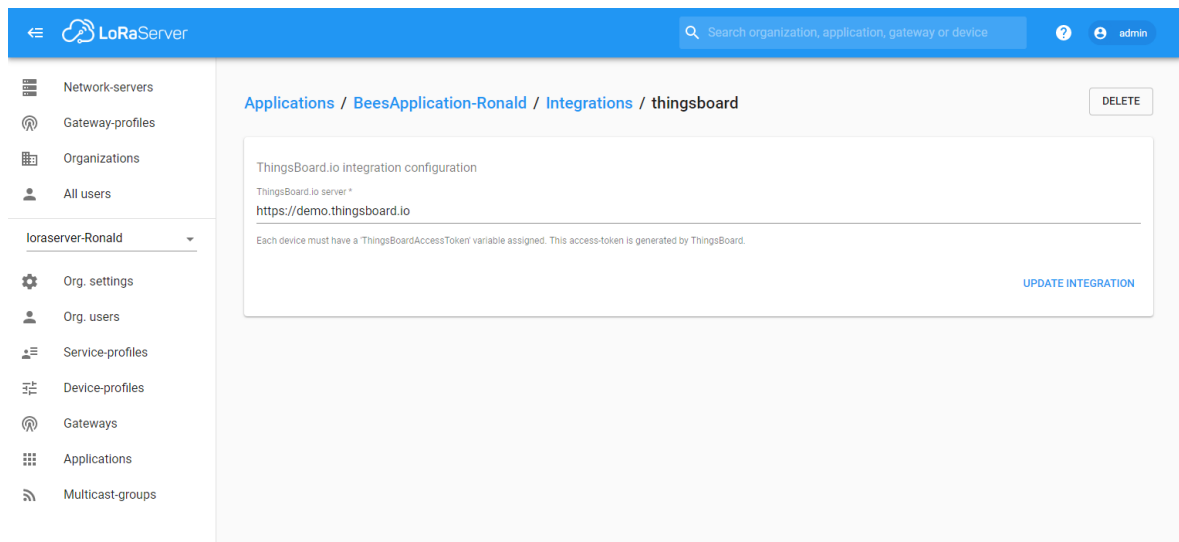 LoRaServer
Search organization, application, gateway or device
? admin
Network-servers
Gateway-profiles
Organizations
All users
loraserver-Ronald
Org. settings
Org. users
Service-profiles
Device-profiles
Gateways
Applications
Multicast-groups
Applications / BeesApplication-Ronald / Integrations / thingsboard
DELETE
ThingsBoard.io integration configuration
ThingsBoard.io server *
https://demo.thingsboard.io
Each device must have a 'ThingsBoardAccessToken' variable assigned. This access-token is generated by ThingsBoard.
UPDATE INTEGRATION